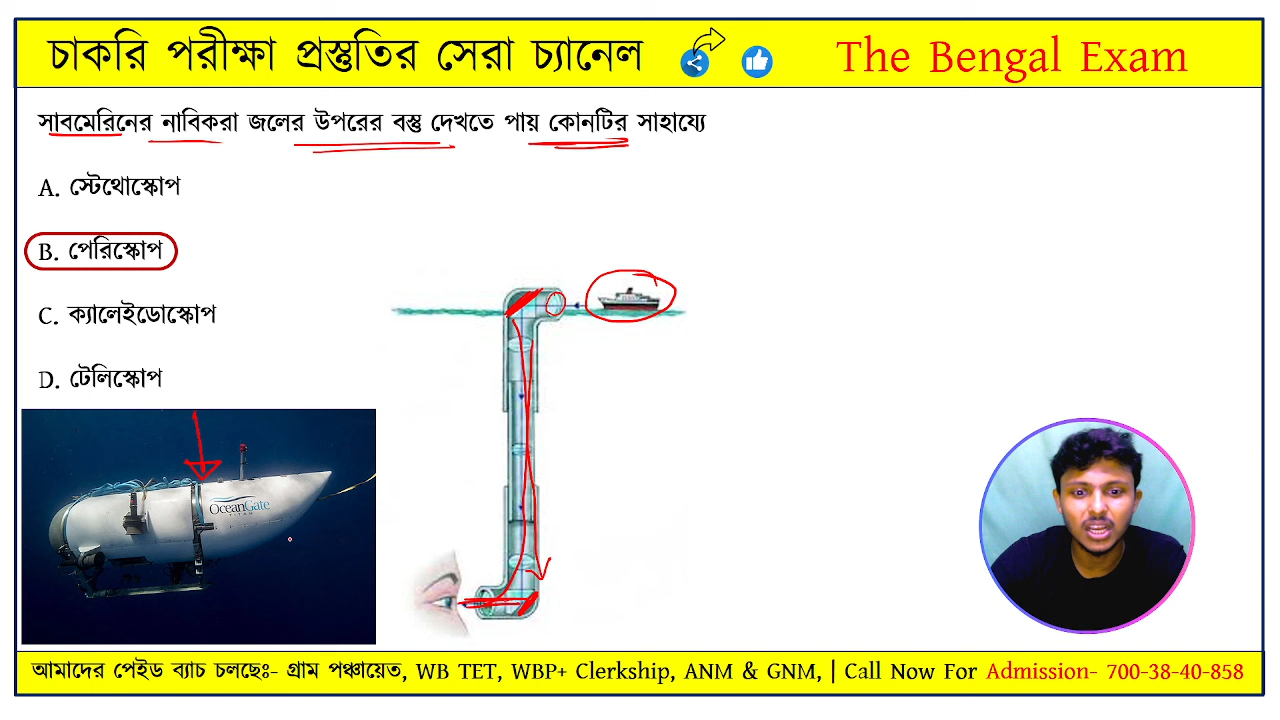 চাকরি পরীক্ষা প্রস্তুতির সেরা চ্যানেল The Bengal Exam
সাবমেরিনের নাবিকরা জলের উপরের বস্তু দেখতে পায় কোনটির সাহায্যে
A. স্টেথোস্কোপ
B. পেরিস্কোপ
C. ক্যালেইডোস্কোপ
D. টেলিস্কোপ
OceanGate
TITAN
আমাদের পেইড ব্যাচ চলছেঃ- গ্রাম পঞ্চায়েত, WB TET, WBP+ Clerkship, ANM & GNM, | Call Now For Admission- 700-38-40-858